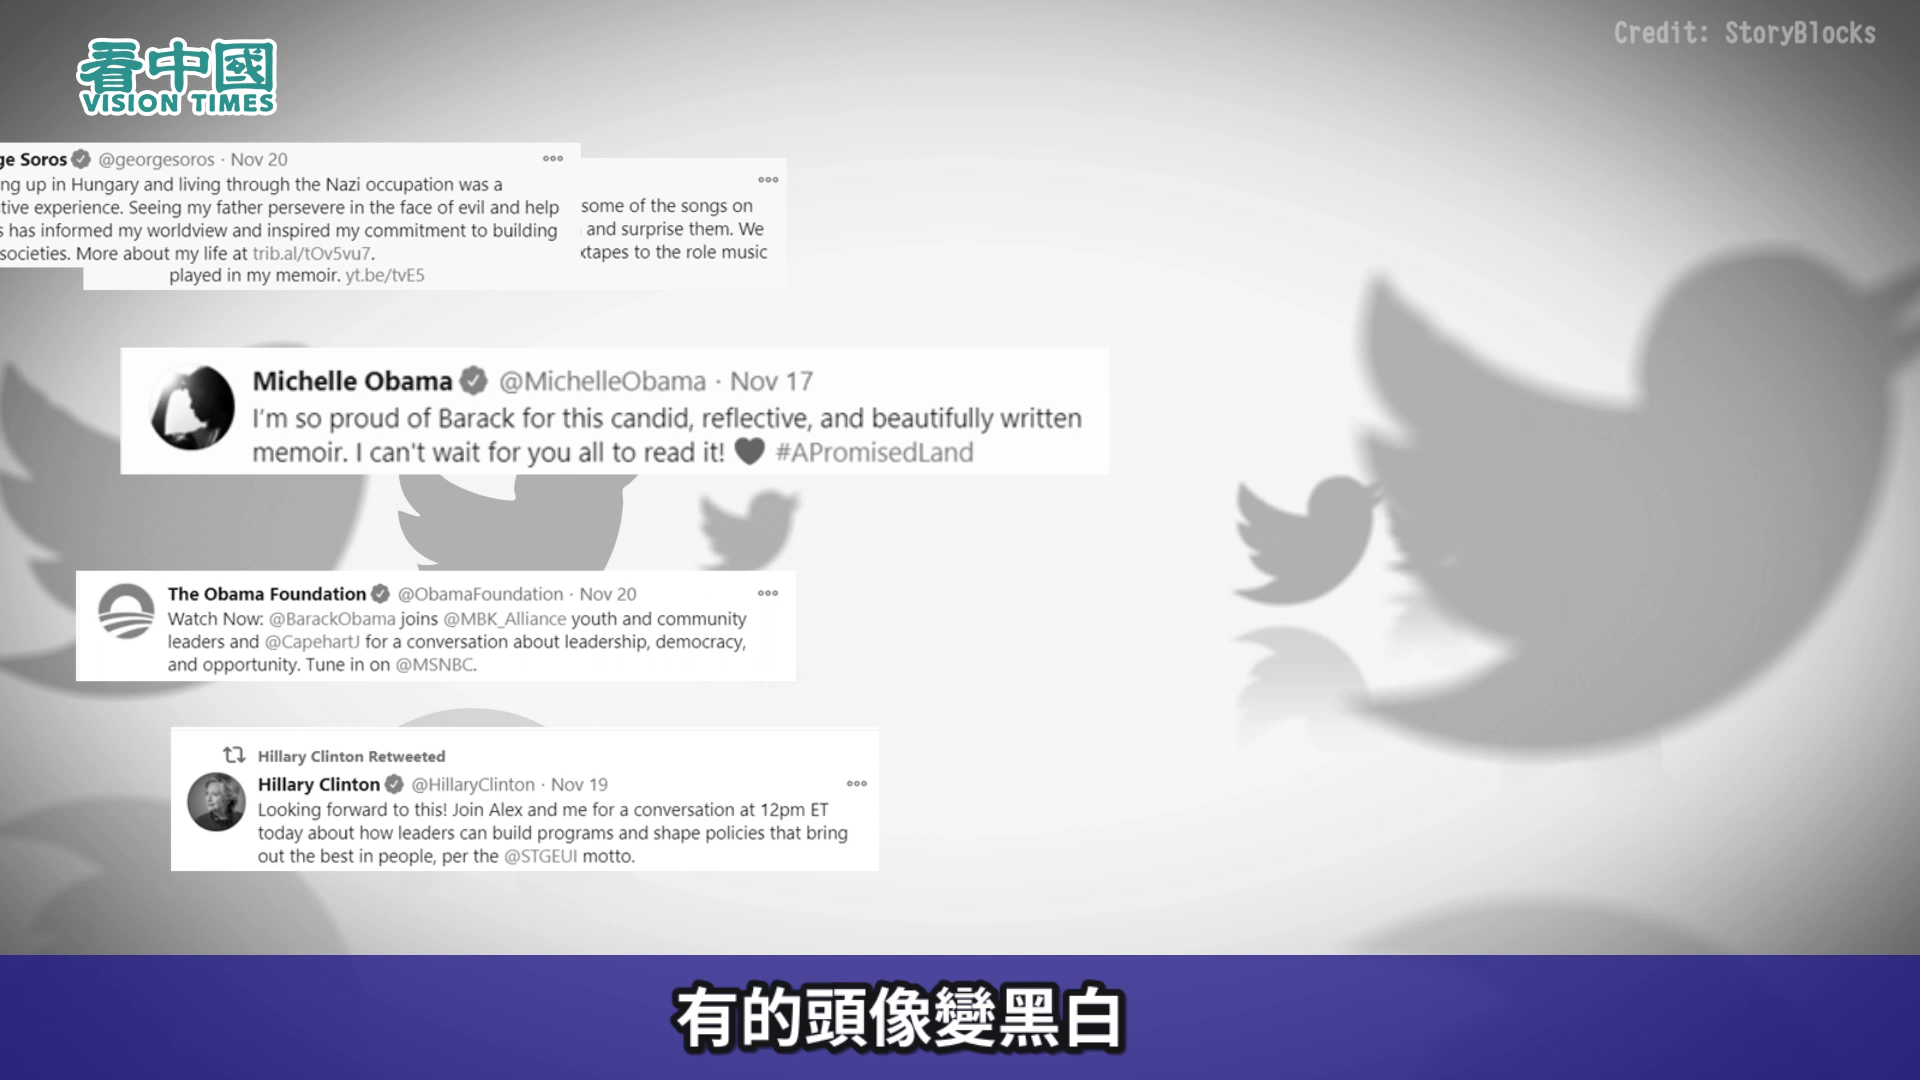 Credit: StoryBlocks
看中國
VISION TIMES
ge Soros @georgesoros · Nov 20
ng up in Hungary and living through the Nazi occupation was a
tive experience. Seeing my father persevere in the face of evil and help
s has informed my worldview and inspired my commitment to building
societies. More about my life at trib.al/tOv5vu7.
some of the songs on
and surprise them. We
xtapes to the role music
played in my memoir. yt.be/tvE5
Michelle Obama @MichelleObama · Nov 17
I'm so proud of Barack for this candid, reflective, and beautifully written
memoir. I can't wait for you all to read it! 🖤 #APromisedLand
The Obama Foundation @ObamaFoundation · Nov 20
Watch Now: @BarackObama joins @MBK_Alliance youth and community
leaders and @CapehartJ for a conversation about leadership, democracy,
and opportunity. Tune in on @MSNBC.
Hillary Clinton Retweeted
Hillary Clinton @HillaryClinton · Nov 19
Looking forward to this! Join Alex and me for a conversation at 12pm ET
today about how leaders can build programs and shape policies that bring
out the best in people, per the @STGEUI motto.
有的頭像變黑白